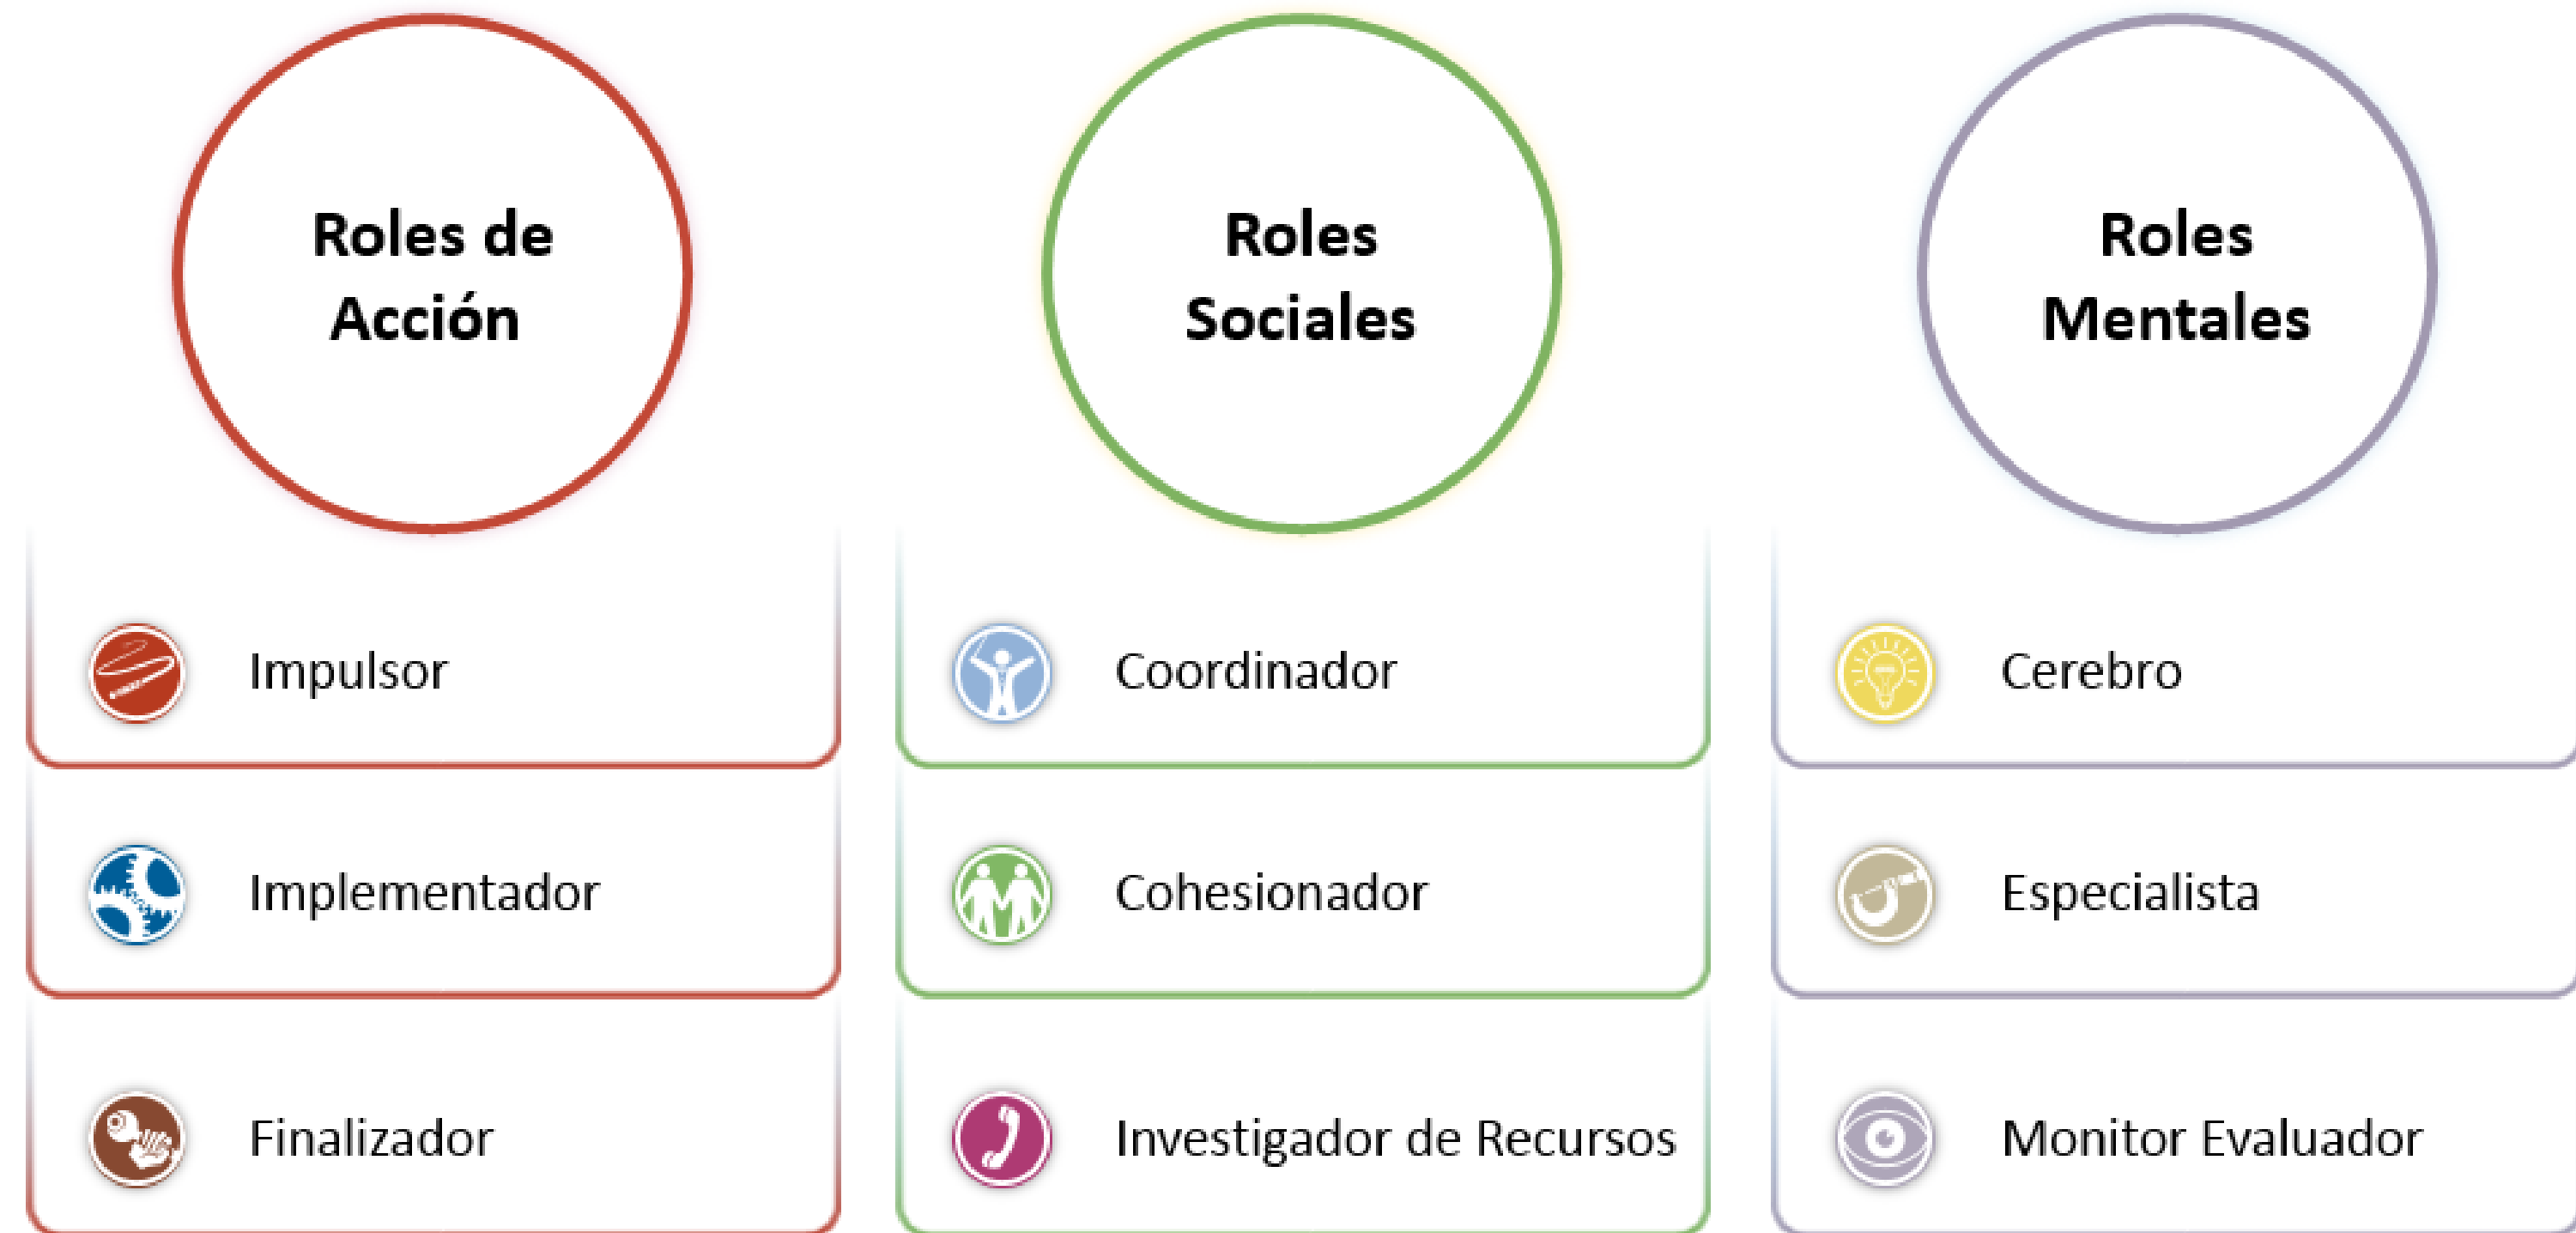 Roles de
Acción
Impulsor
Implementador
Finalizador
Roles
Sociales
Coordinador
Cohesionador
Investigador de Recursos
Roles
Mentales
Cerebro
Especialista
Monitor Evaluador